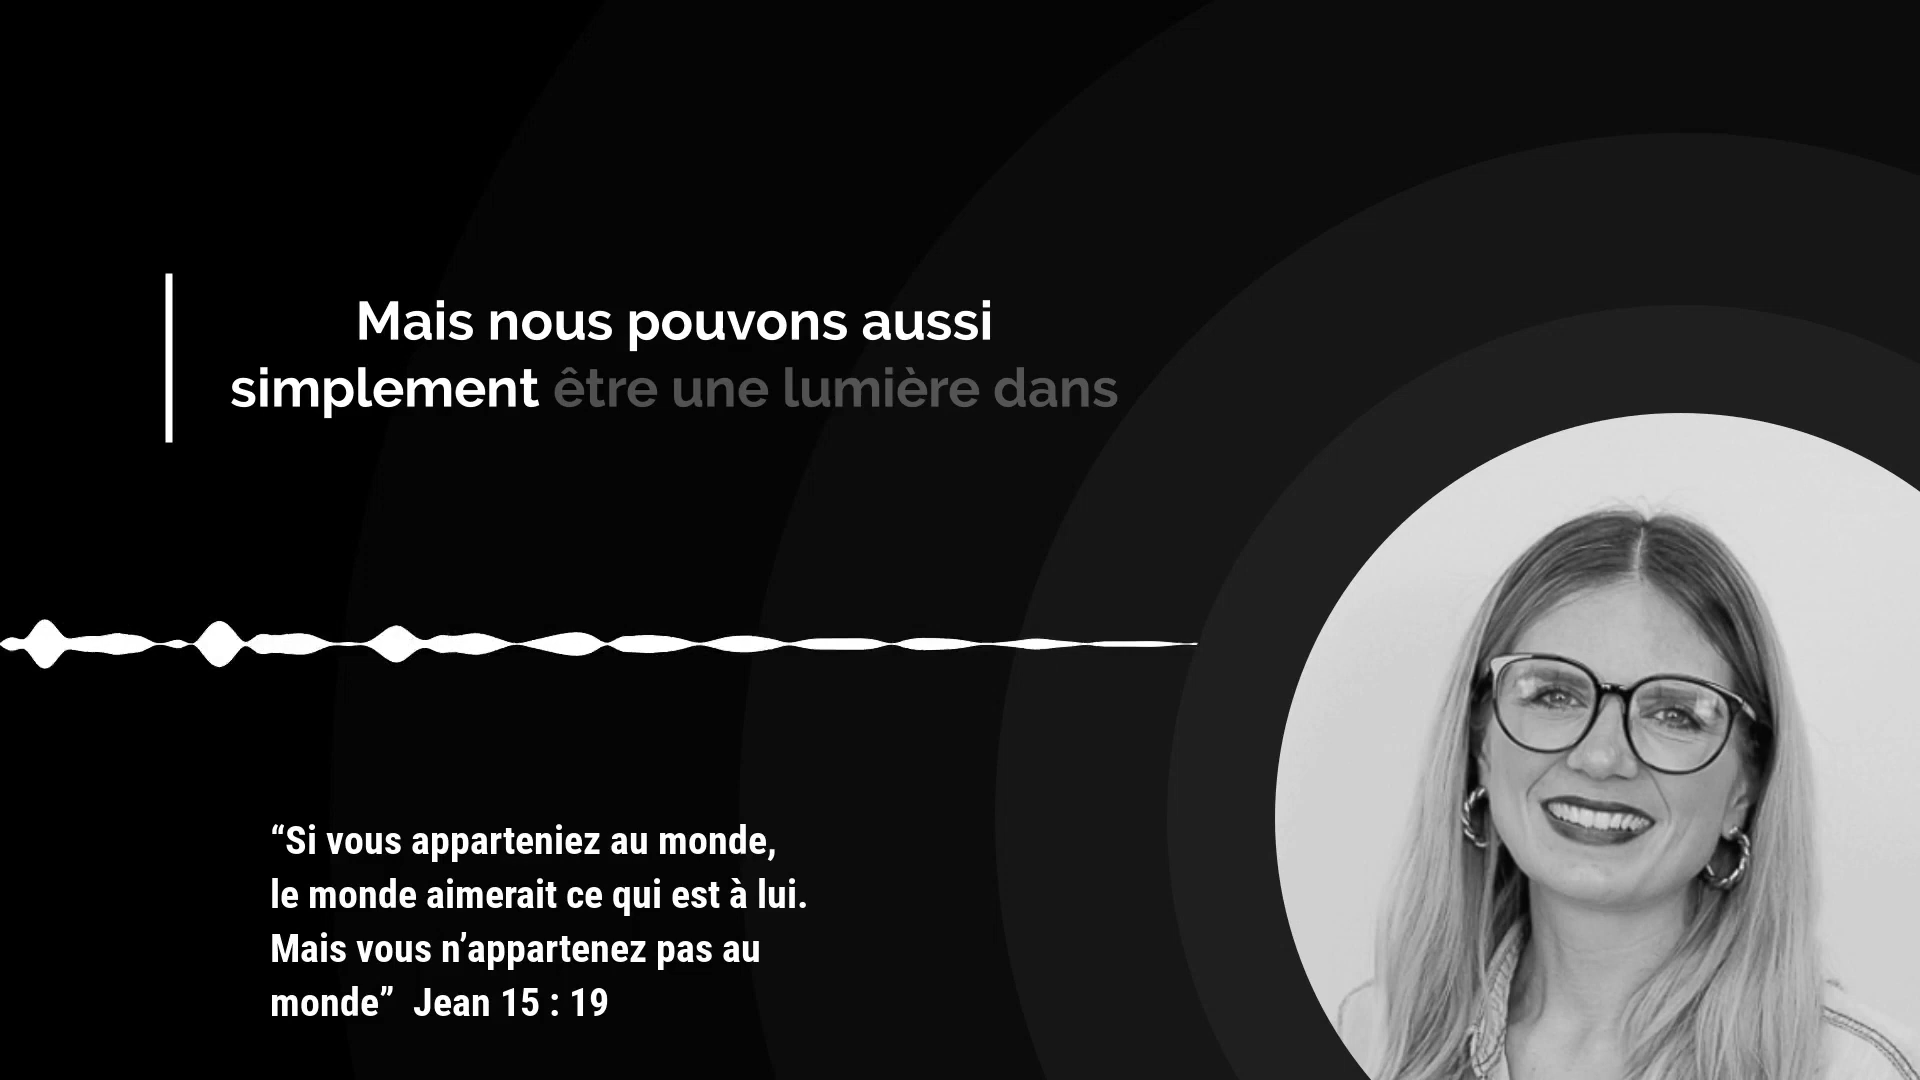 Mais nous pouvons aussi
simplement être une lumière dans
“Si vous apparteniez au monde,
le monde aimerait ce qui est à lui.
Mais vous n’appartenez pas au
monde”  Jean 15 : 19